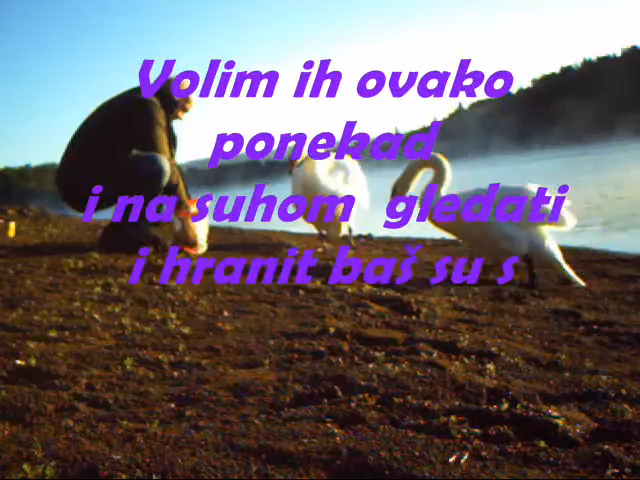 Volim ih ovako
ponekad
i na suhom gledati
i hranit baš su s